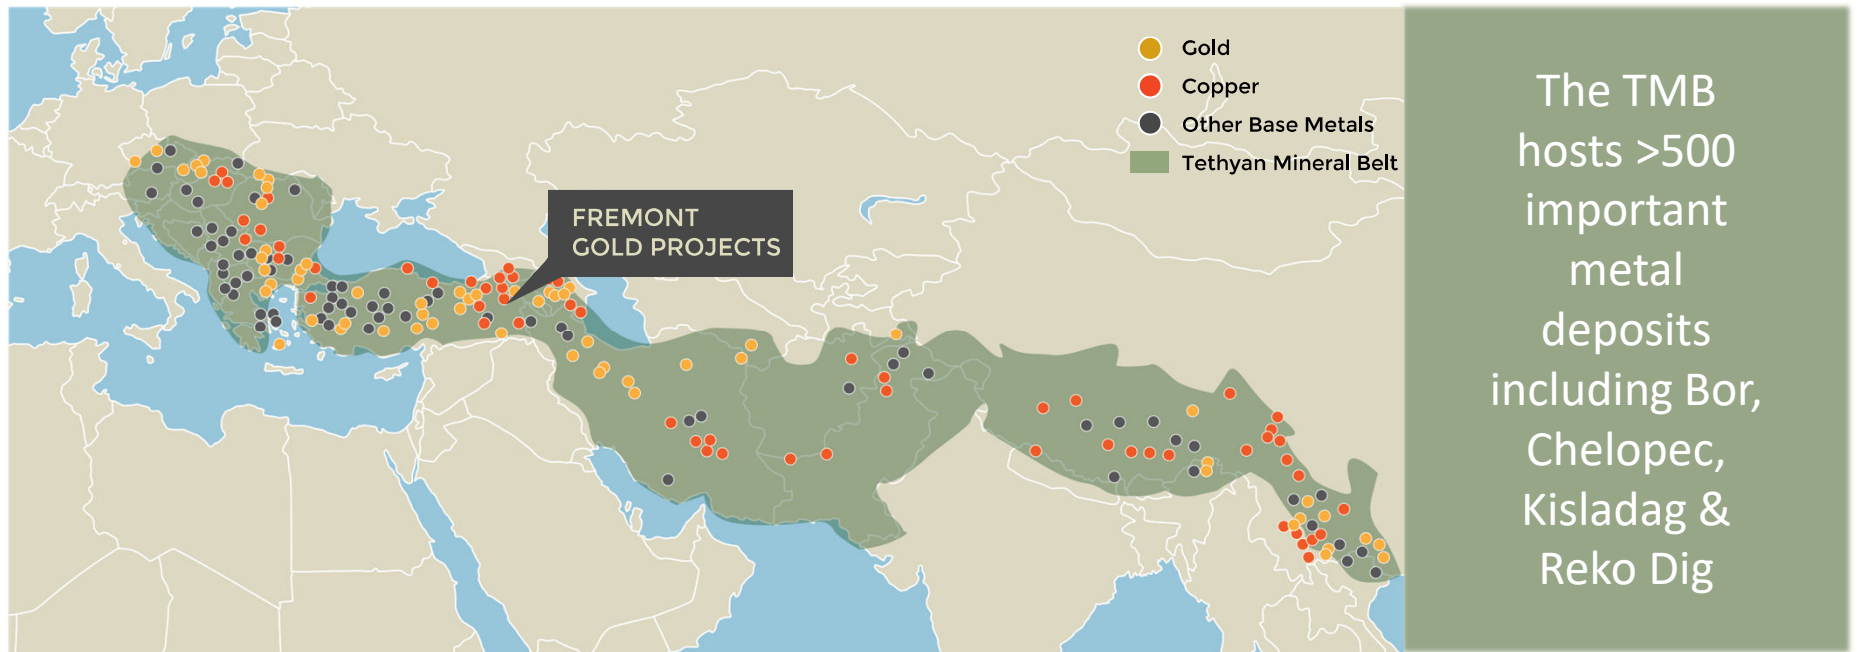 Gold
Copper
Other Base Metals
Tethyan Mineral Belt
FREMONT
GOLD PROJECTS
The TMB
hosts >500
important
metal
deposits
including Bor,
Chelopec,
Kisladag &
Reko Dig